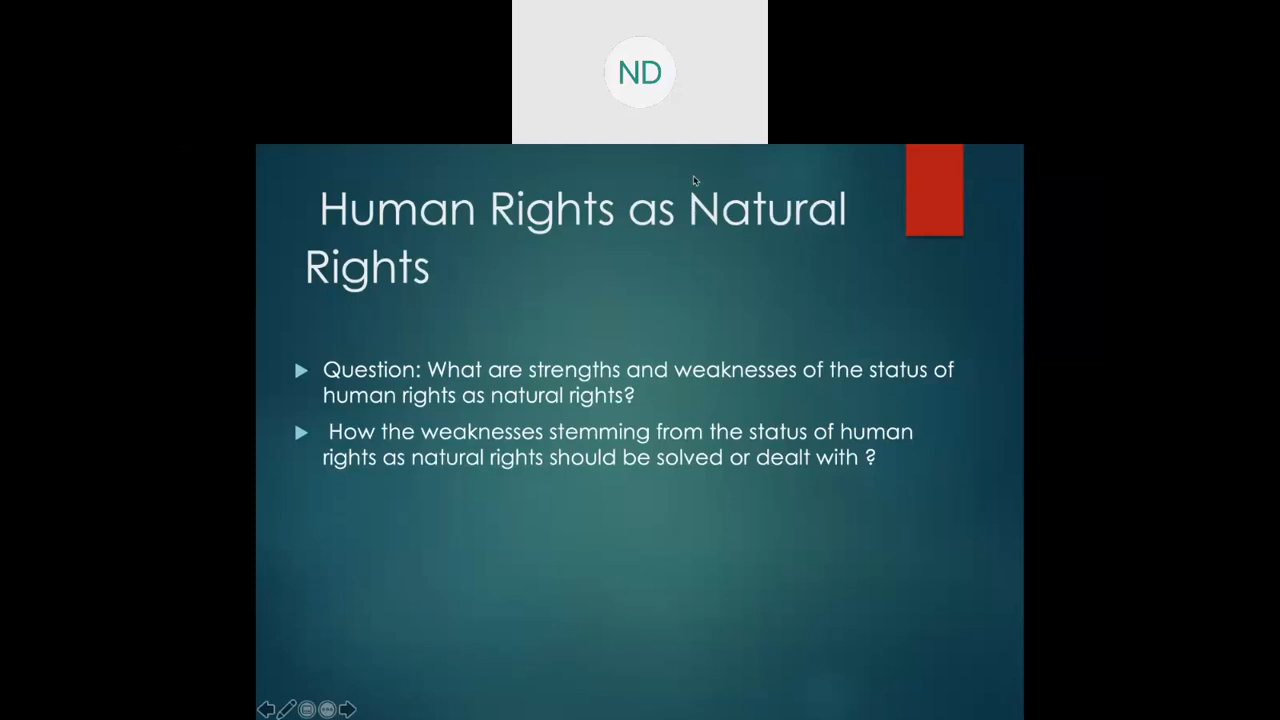 ND
Human Rights as Natural
Rights
Question: What are strengths and weaknesses of the status of
human rights as natural rights?
How the weaknesses stemming from the status of human
rights as natural rights should be solved or dealt with ?